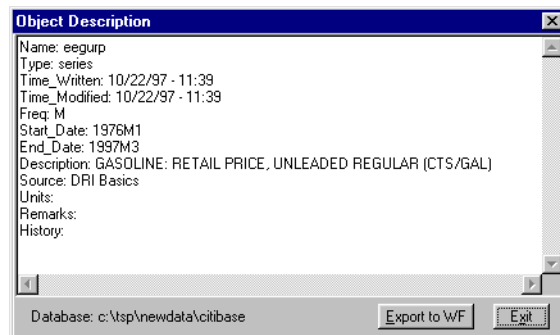 Object Description
Name: eegurp
Type: series
Time_Written: 10/22/97 - 11:39
Time_Modified: 10/22/97 - 11:39
Freq: M
Start_Date: 1976M1
End_Date: 1997M3
Description: GASOLINE: RETAIL PRICE, UNLEADED REGULAR (CTS/GAL)
Source: DRI Basics
Units:
Remarks:
History:
Database: c:\tsp\newdata\citibase Export to WF Exit